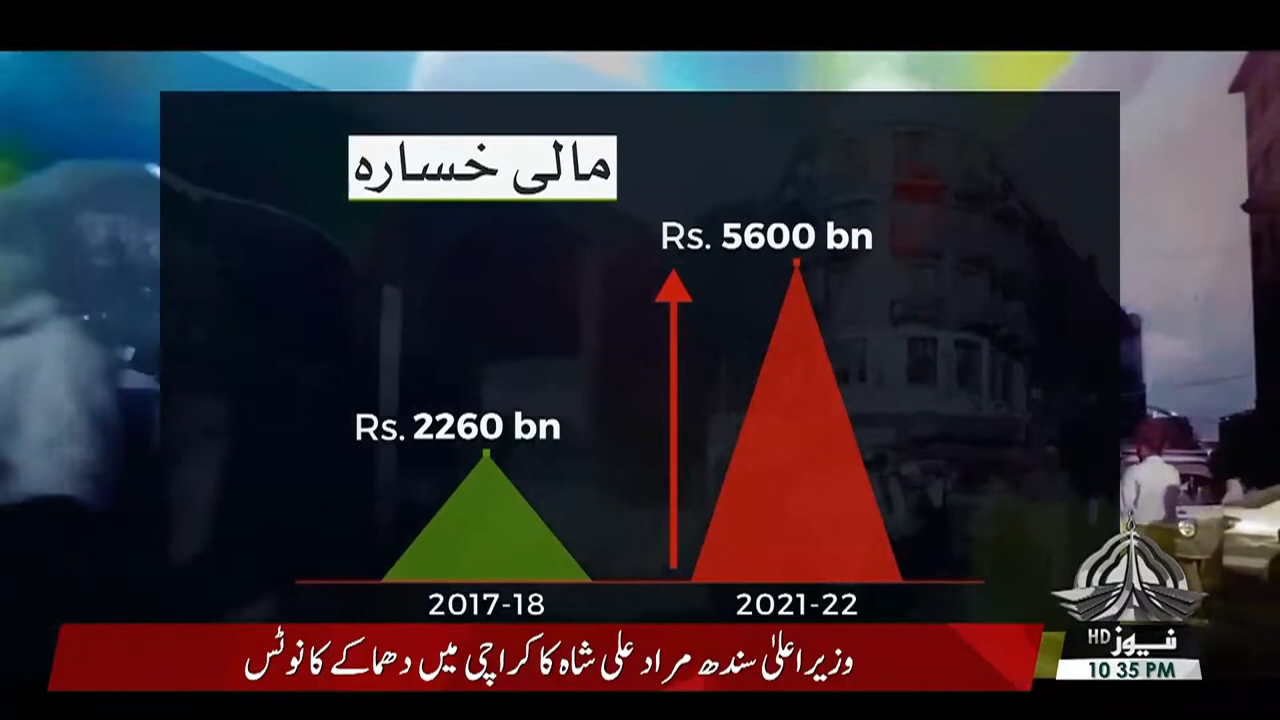 مالی خسارہ
Rs. 5600 bn
Rs. 2260 bn
2017-18
2021-22
وزیراعلیٰ سندھ مراد علی شاہ کا کراچی میں دھماکے کا نوٹس
نیوز HD
10 35 PM